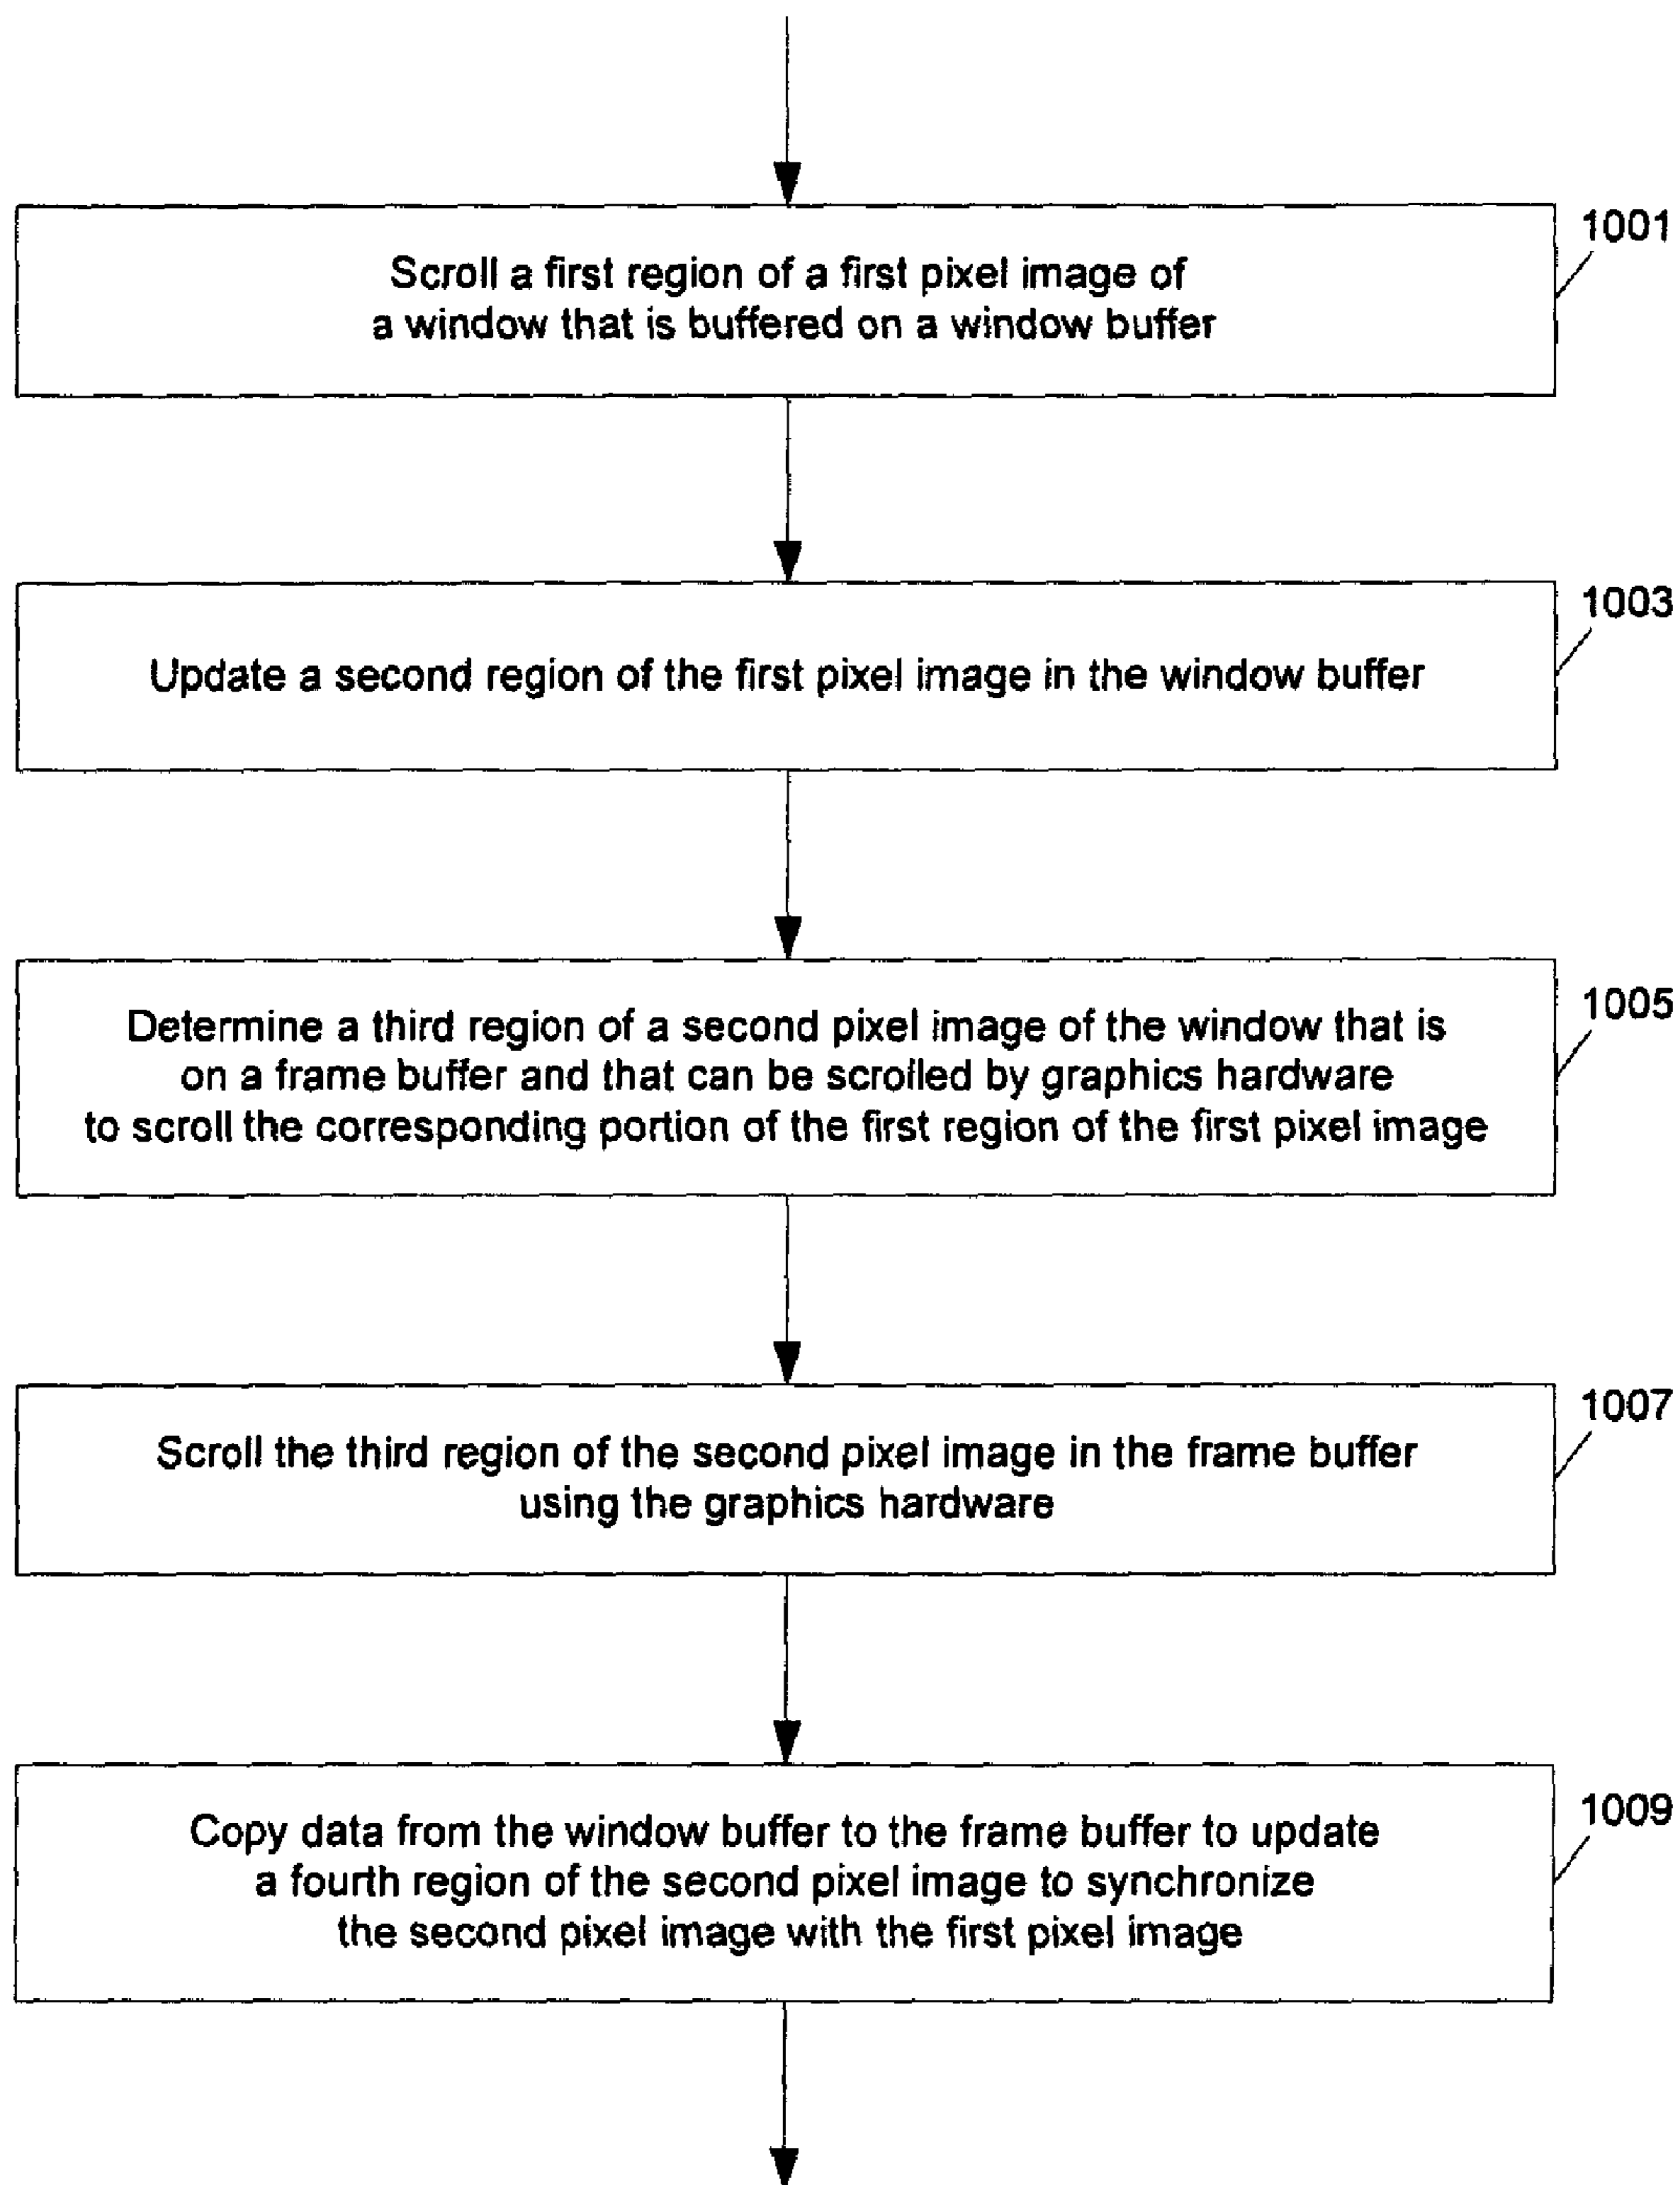 1001
Scroll a first region of a first pixel image of
a window that is buffered on a window buffer
1003
Update a second region of the first pixel image in the window buffer
1005
Determine a third region of a second pixel image of the window that is
on a frame buffer and that can be scrolled by graphics hardware
to scroll the corresponding portion of the first region of the first pixel image
1007
Scroll the third region of the second pixel image in the frame buffer
using the graphics hardware
1009
Copy data from the window buffer to the frame buffer to update
a fourth region of the second pixel image to synchronize
the second pixel image with the first pixel image